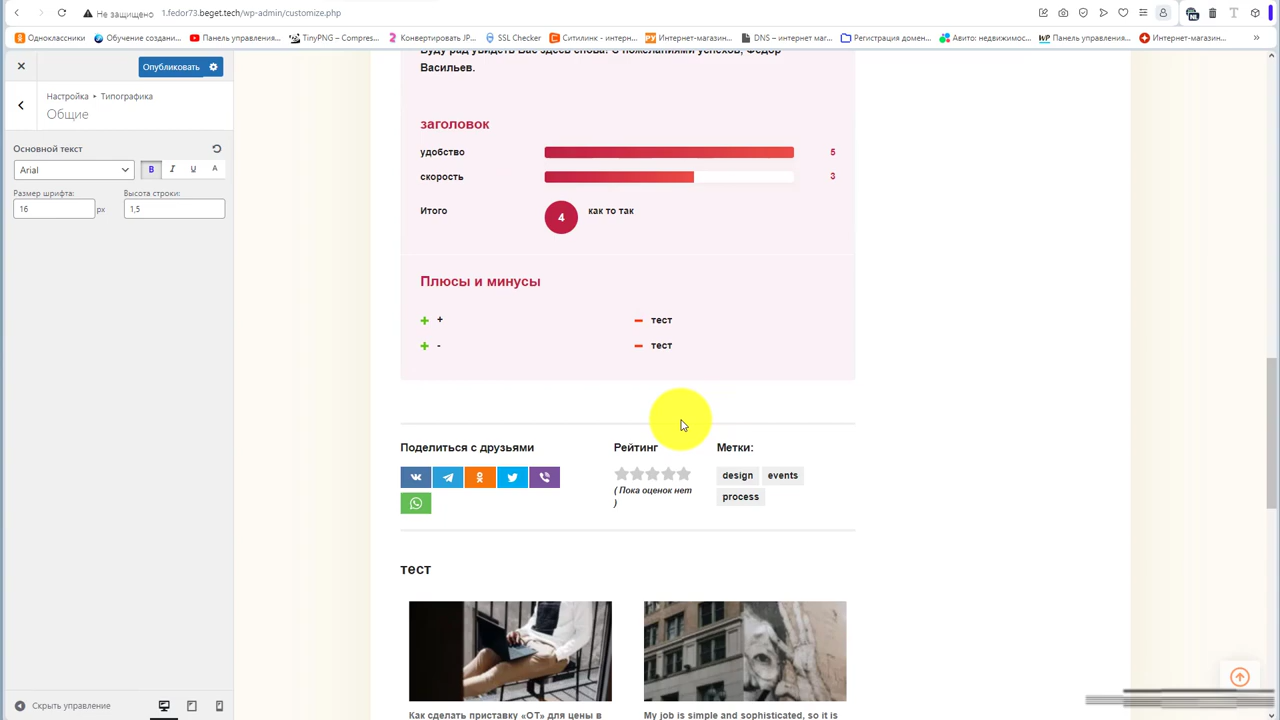 Не защищено
1.fedor73.beget.tech/wp-admin/customize.php
Одноклассники
Обучение создани...
Панель управления...
TinyPNG – Compres...
Конвертировать JP...
SSL Checker
Ситилинк - интерн...
Интернет-магазин...
DNS – интернет маг...
Регистрация домен...
Авито: недвижимос...
Панель управления...
Интернет-магазин...
Опубликовать
Настройка ▸ Типографика
Общие
Основной текст
Arial
B I U A
Размер шрифта:
Высота строки:
16 px
1,5
Скрыть управление
Буду рад увидеть Вас здесь снова! С пожеланиями успехов, Федор
Васильев.
заголовок
удобство 5
скорость 3
Итого 4 как то так
Плюсы и минусы
+ тест
- тест
Поделиться с друзьями
Рейтинг
Метки:
design events
( Пока оценок нет
)
process
тест
Как сделать приставку «ОТ» для цены в
My job is simple and sophisticated, so it is